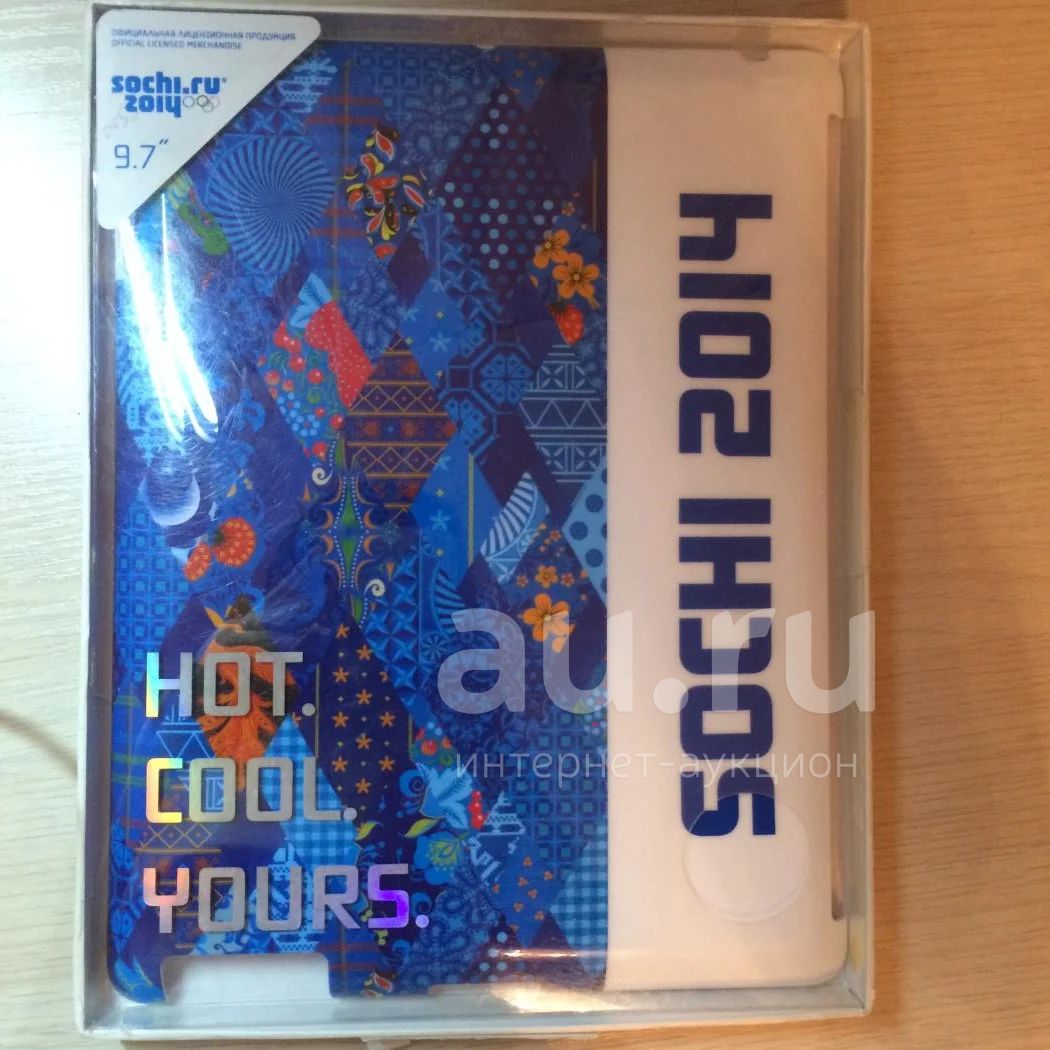 ОФИЦИАЛЬНАЯ ЛИЦЕНЗИОННАЯ ПРОДУКЦИЯ
OFFICIAL LICENSED MERCHANDISE
sochi.ru
2014
9.7"
SOCHI 2014
HOT.
COOL.
YOURS.
au.ru
интернет-аукцион